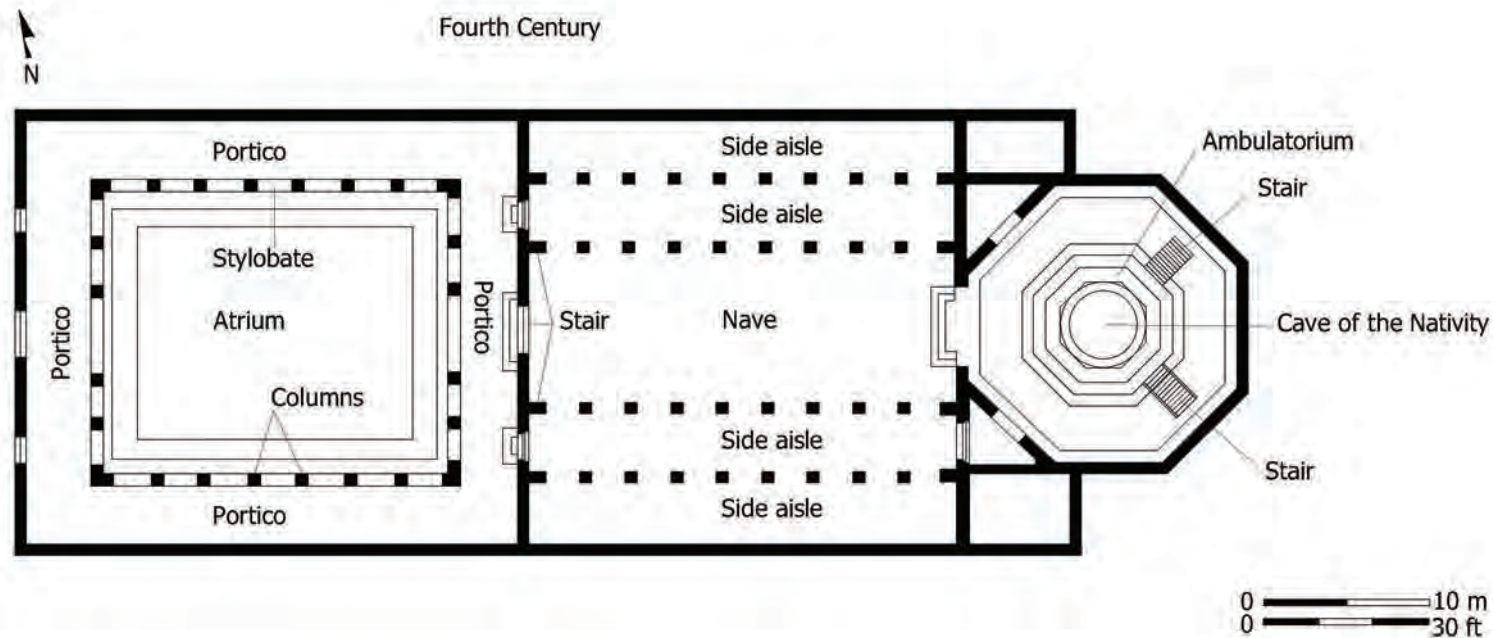 Fourth Century
N
Portico
Side aisle
Ambulatorium
Stair
Side aisle
Stylobate
Portico
Atrium
Portico
Stair
Nave
Cave of the Nativity
Columns
Side aisle
Stair
Portico
Side aisle
0 10 m
0 30 ft